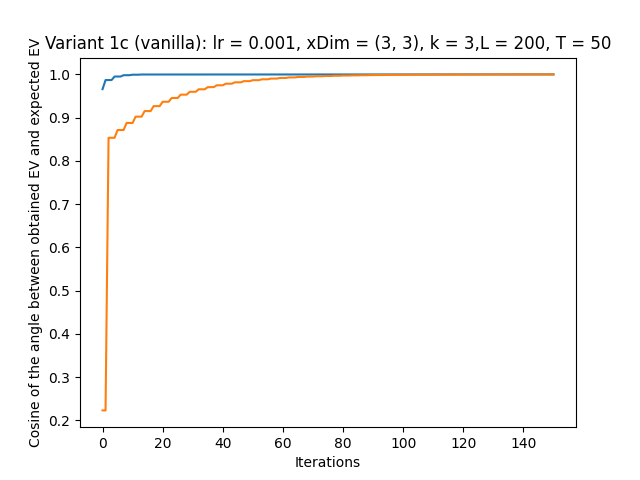 Variant 1c (vanilla): lr = 0.001, xDim = (3, 3), k = 3,L = 200, T = 50
Cosine of the angle between obtained EV and expected EV
1.0
0.9
0.8
0.7
0.6
0.5
0.4
0.3
0.2
0 20 40 60 80 100 120 140
Iterations